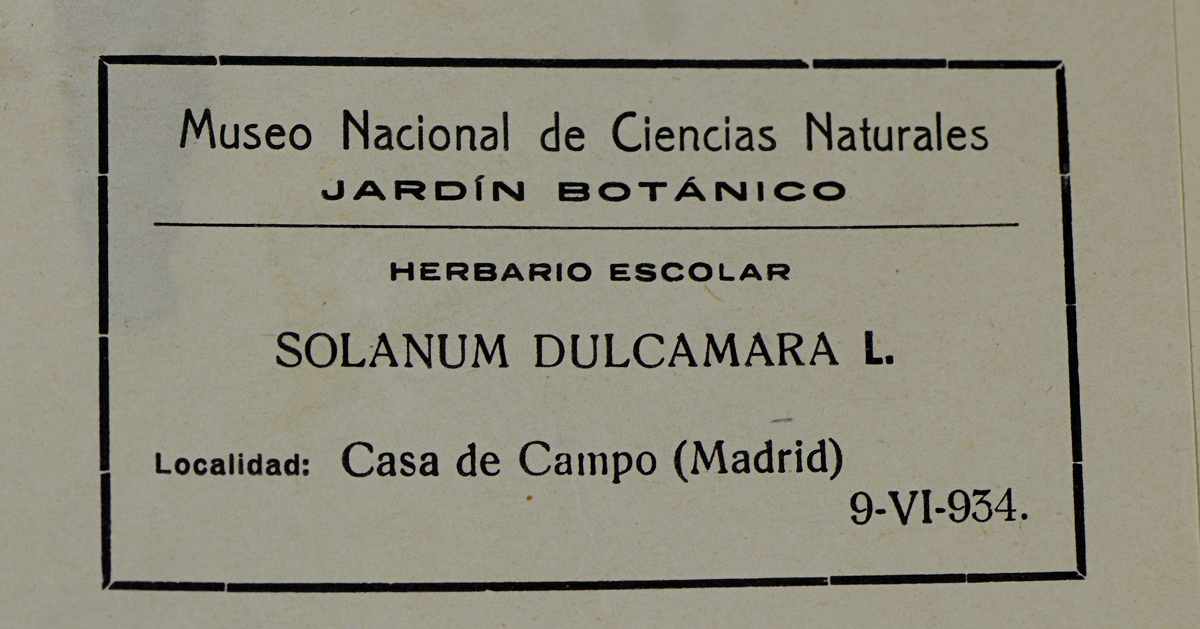 Museo Nacional de Ciencias Naturales
JARDÍN BOTÁNICO
HERBARIO ESCOLAR
SOLANUM DULCAMARA L.
Localidad: Casa de Campo (Madrid)
9-VI-934.